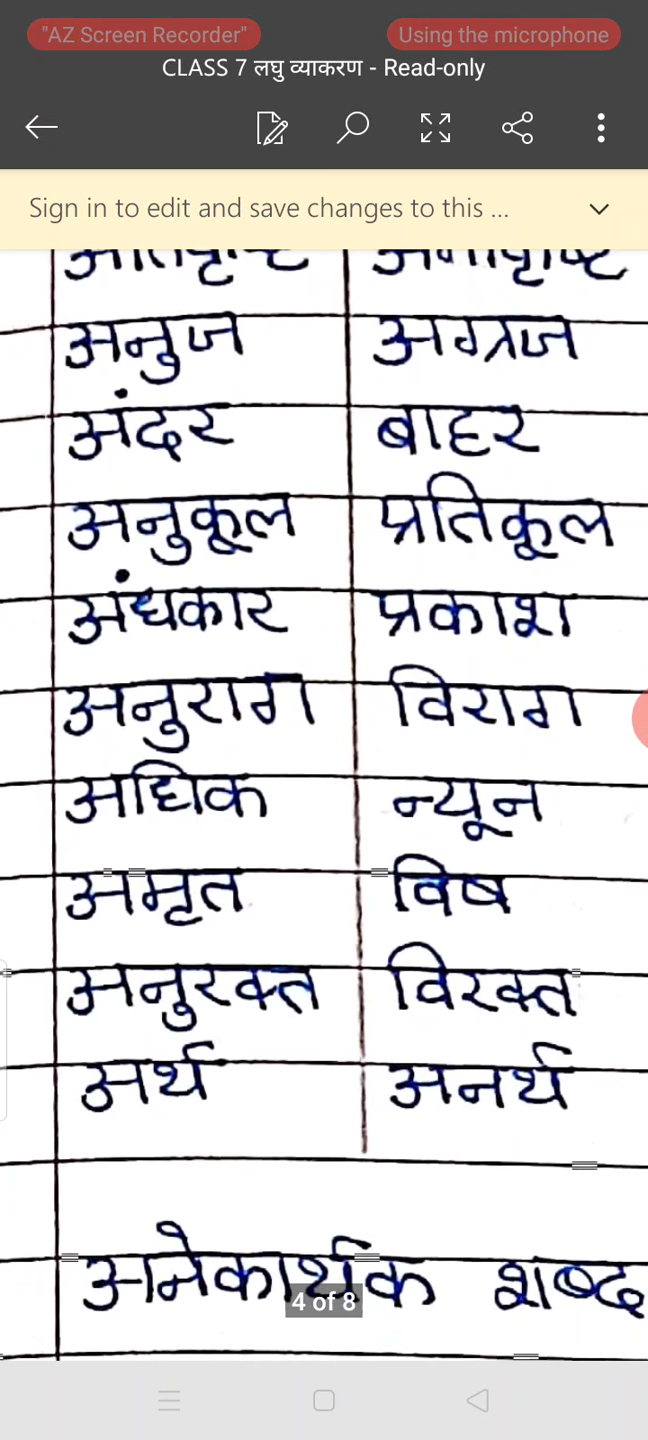 "AZ Screen Recorder" Using the microphone
CLASS 7 लघु व्याकरण - Read-only
Sign in to edit and save changes to this ...
अनुज अग्रज
अंदर बाहर
अनुकूल प्रतिकूल
अंधकार प्रकाश
अनुराग विराग
अधिक न्यून
अमृत विष
अनुरक्त विरक्त
अर्थ अनर्थ
अनेकार्थक शब्द
4 of 8